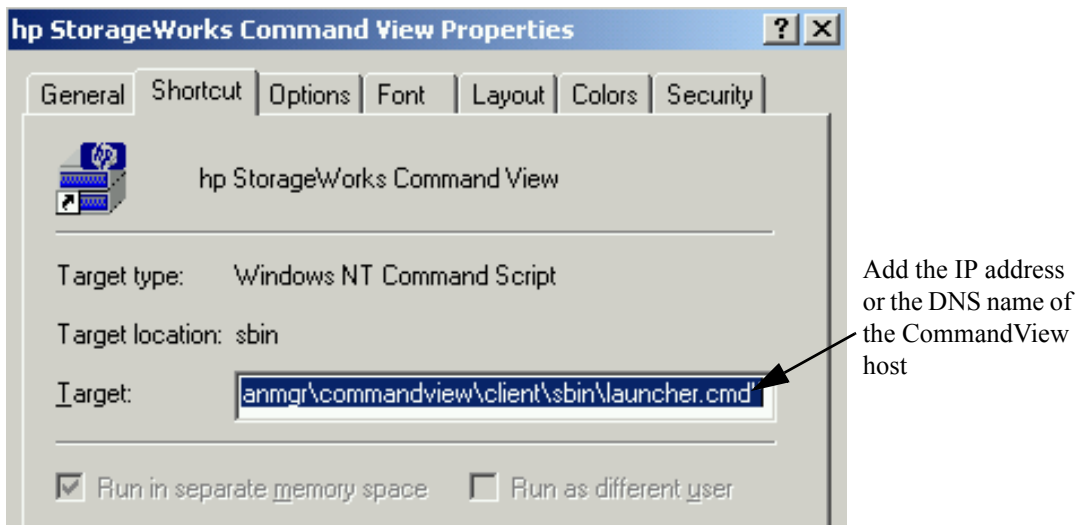 hp StorageWorks Command View Properties
General Shortcut Options Font Layout Colors Security
hp StorageWorks Command View
Target type: Windows NT Command Script
Target location: sbin
Target: anmgr\commandview\client\sbin\launcher.cmd"
Run in separate memory space Run as different user
Add the IP address
or the DNS name of
the CommandView
host